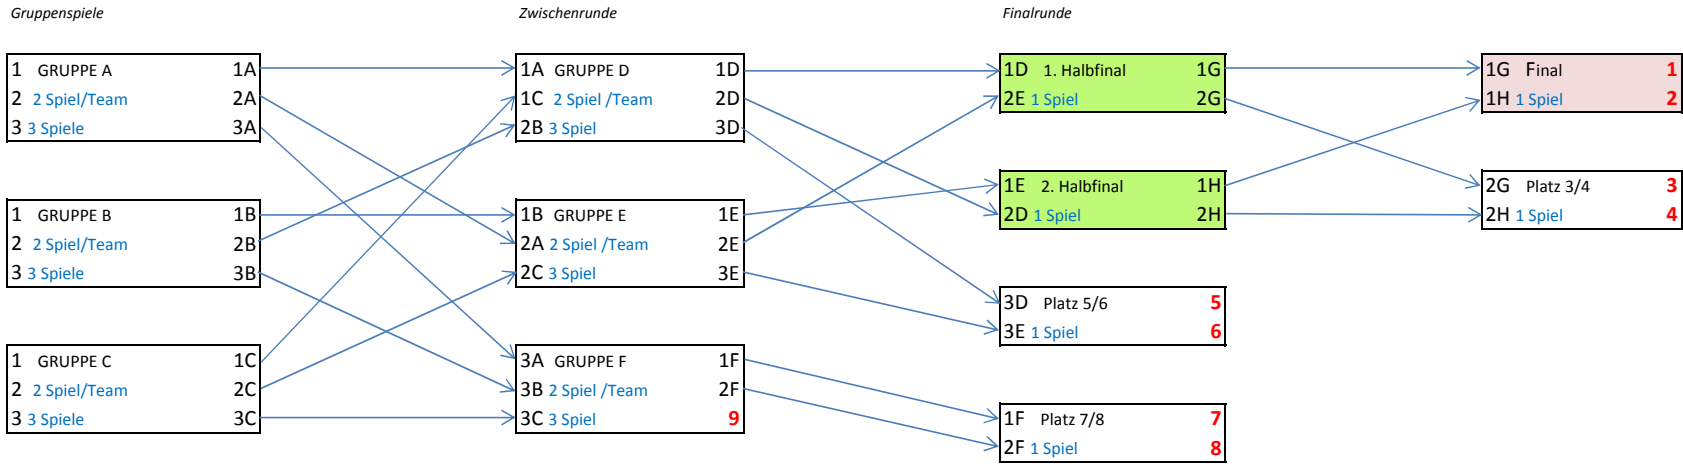 Gruppenspiele Zwischenrunde Finalrunde
1 GRUPPE A 1A
2 2 Spiel/Team 2A
3 3 Spiele 3A
1 GRUPPE B 1B
2 2 Spiel/Team 2B
3 3 Spiele 3B
1 GRUPPE C 1C
2 2 Spiel/Team 2C
3 3 Spiele 3C
1A GRUPPE D 1D
1C 2 Spiel /Team 2D
2B 3 Spiel 3D
1B GRUPPE E 1E
2A 2 Spiel /Team 2E
2C 3 Spiel 3E
3A GRUPPE F 1F
3B 2 Spiel /Team 2F
3C 3 Spiel 9
1D 1. Halbfinal 1G
2E 1 Spiel 2G
1E 2. Halbfinal 1H
2D 1 Spiel 2H
3D Platz 5/6 5
3E 1 Spiel 6
1F Platz 7/8 7
2F 1 Spiel 8
1G Final 1
1H 1 Spiel 2
2G Platz 3/4 3
2H 1 Spiel 4